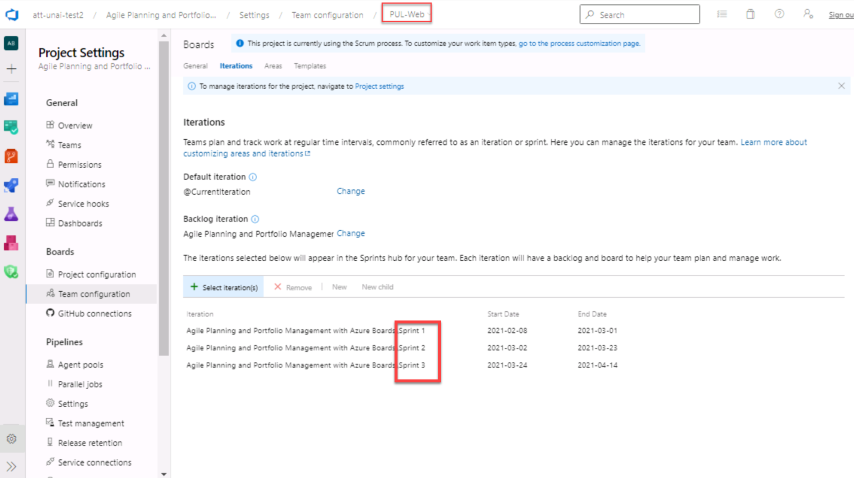 att-unai-test2 / Agile Planning and Portfolio... / Settings / Team configuration / PUL-Web
Search
Sign ou
AD
Project Settings
Agile Planning and Portfolio ...
General
Overview
Teams
Permissions
Notifications
Service hooks
Dashboards
Boards
Project configuration
Team configuration
GitHub connections
Pipelines
Agent pools
Parallel jobs
Settings
Test management
Release retention
Service connections
Boards
This project is currently using the Scrum process. To customize your work item types, go to the process customization page.
General Iterations Areas Templates
To manage iterations for the project, navigate to Project settings
Iterations
Teams plan and track work at regular time intervals, commonly referred to as an iteration or sprint. Here you can manage the iterations for your team. Learn more about
customizing areas and iterations
Default iteration
@CurrentIteration Change
Backlog iteration
Agile Planning and Portfolio Managemer Change
The iterations selected below will appear in the Sprints hub for your team. Each iteration will have a backlog and board to help your team plan and manage work.
+ Select iteration(s) Remove New New child
Iteration Start Date End Date
Agile Planning and Portfolio Management with Azure Boards\Sprint 1 2021-02-08 2021-03-01
Agile Planning and Portfolio Management with Azure Boards\Sprint 2 2021-03-02 2021-03-23
Agile Planning and Portfolio Management with Azure Boards\Sprint 3 2021-03-24 2021-04-14